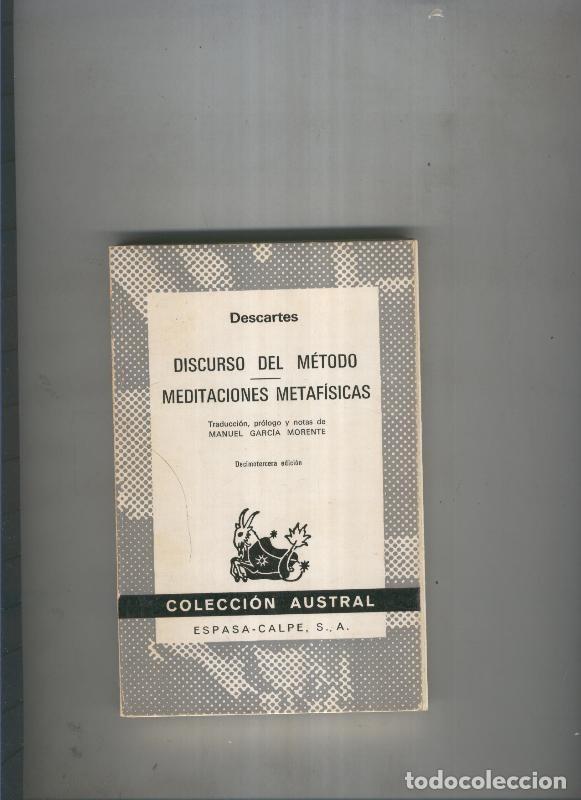 Descartes
DISCURSO DEL MÉTODO
MEDITACIONES METAFÍSICAS
Traducción, prólogo y notas de
MANUEL GARCÍA MORENTE
Decimotercera edición
COLECCIÓN AUSTRAL
ESPASA-CALPE, S., A.
todocoleccion